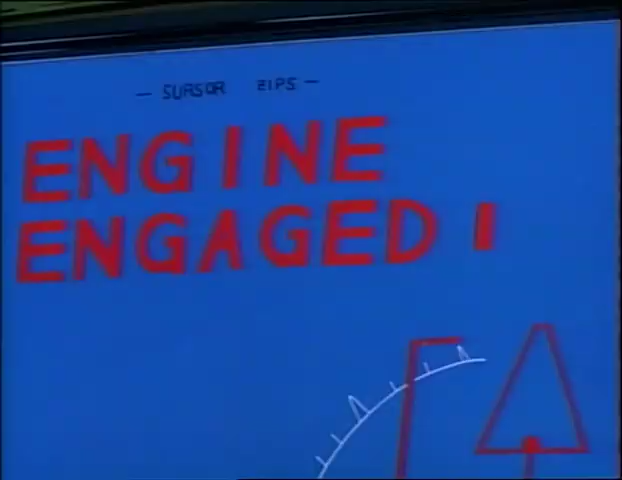 — SURSOR ZIPS —
ENGINE
ENGAGED I